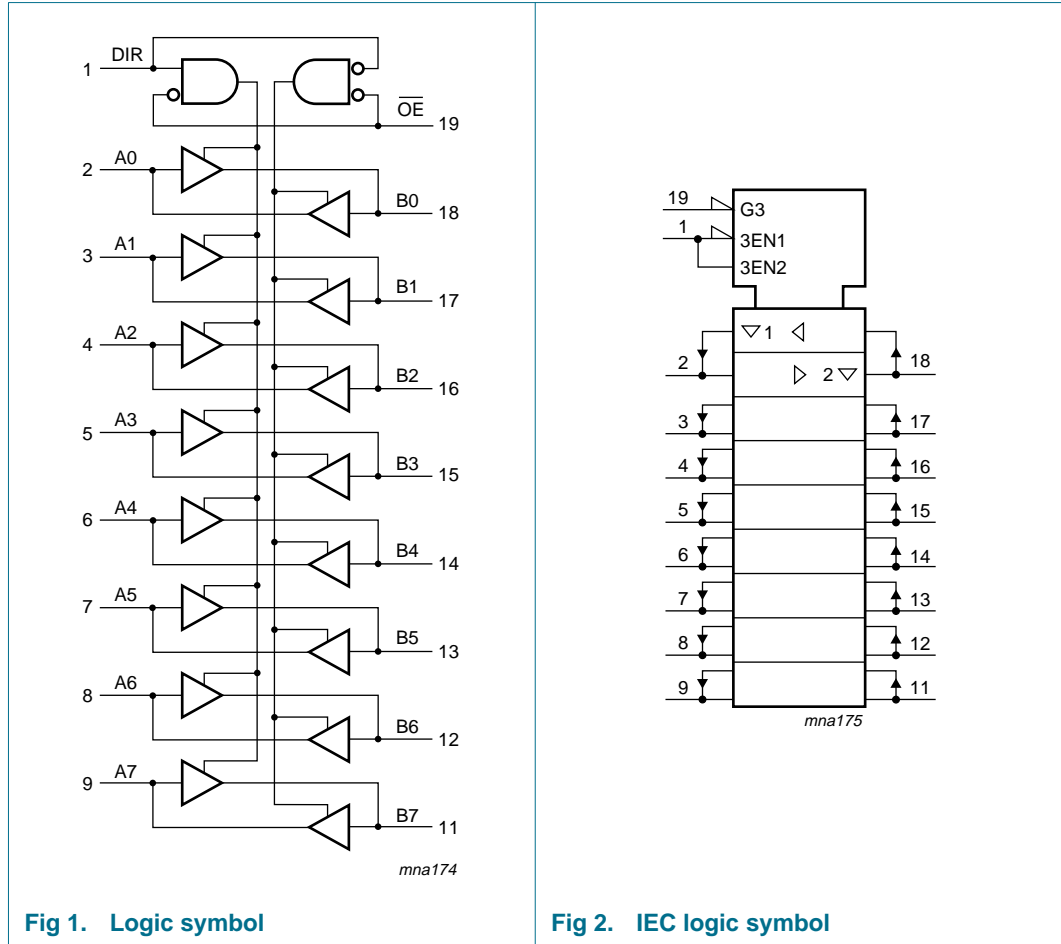 DIR
1
OE
19
2 A0
B0
18
3 A1
B1
17
4 A2
B2
16
5 A3
B3
15
6 A4
B4
14
7 A5
B5
13
8 A6
B6
12
9 A7
B7
11
mna174
Fig 1. Logic symbol
19 G3
1 3EN1
3EN2
1
2 18
2
3 17
4 16
5 15
6 14
7 13
8 12
9 11
mna175
Fig 2. IEC logic symbol